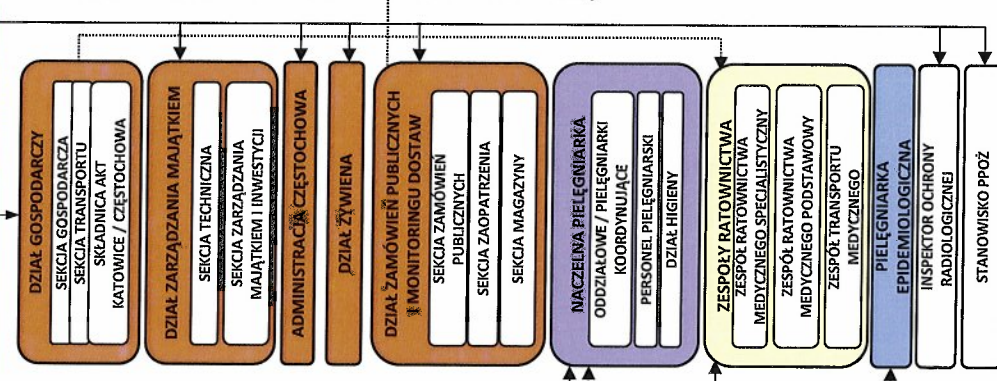 DZIAŁ GOSPODARCZY
SEKCJA GOSPODARCZA
SEKCJA TRANSPORTU
SKŁADNICA AKT
KATOWICE / CZĘSTOCHOWA
DZIAŁ ZARZĄDZANIA MAJĄTKIEM
SEKCJA TECHNICZNA
SEKCJA ZARZĄDZANIA
MAJĄTKIEM I INWESTYCJI
ADMINISTRACJA CZĘSTOCHOWA
DZIAŁ ŻYWIENA
DZIAŁ ZAMÓWIEŃ PUBLICZNYCH
I MONITORINGU DOSTAW
SEKCJA ZAMÓWIEŃ
PUBLICZNYCH
SEKCJA ZAOPATRZENIA
SEKCJA MAGAZYNY
NACZELNA PIELĘGNIARKA
ODDZIAŁOWE / PIELĘGNIARKI
KOORDYNUJĄCE
PERSONEL PIELĘGNIARSKI
DZIAŁ HIGIENY
ZESPOŁY RATOWNICTWA
ZESPÓŁ RATOWNICTWA
MEDYCZNEGO SPECJALISTYCZNY
ZESPÓŁ RATOWNICTWA
MEDYCZNEGO PODSTAWOWY
ZESPÓŁ TRANSPORTU
MEDYCZNEGO
PIELĘGNIARKA
EPIDEMIOLOGICZNA
INSPEKTOR OCHRONY
RADIOLOGICZNEJ
STANOWISKO PPOŻ